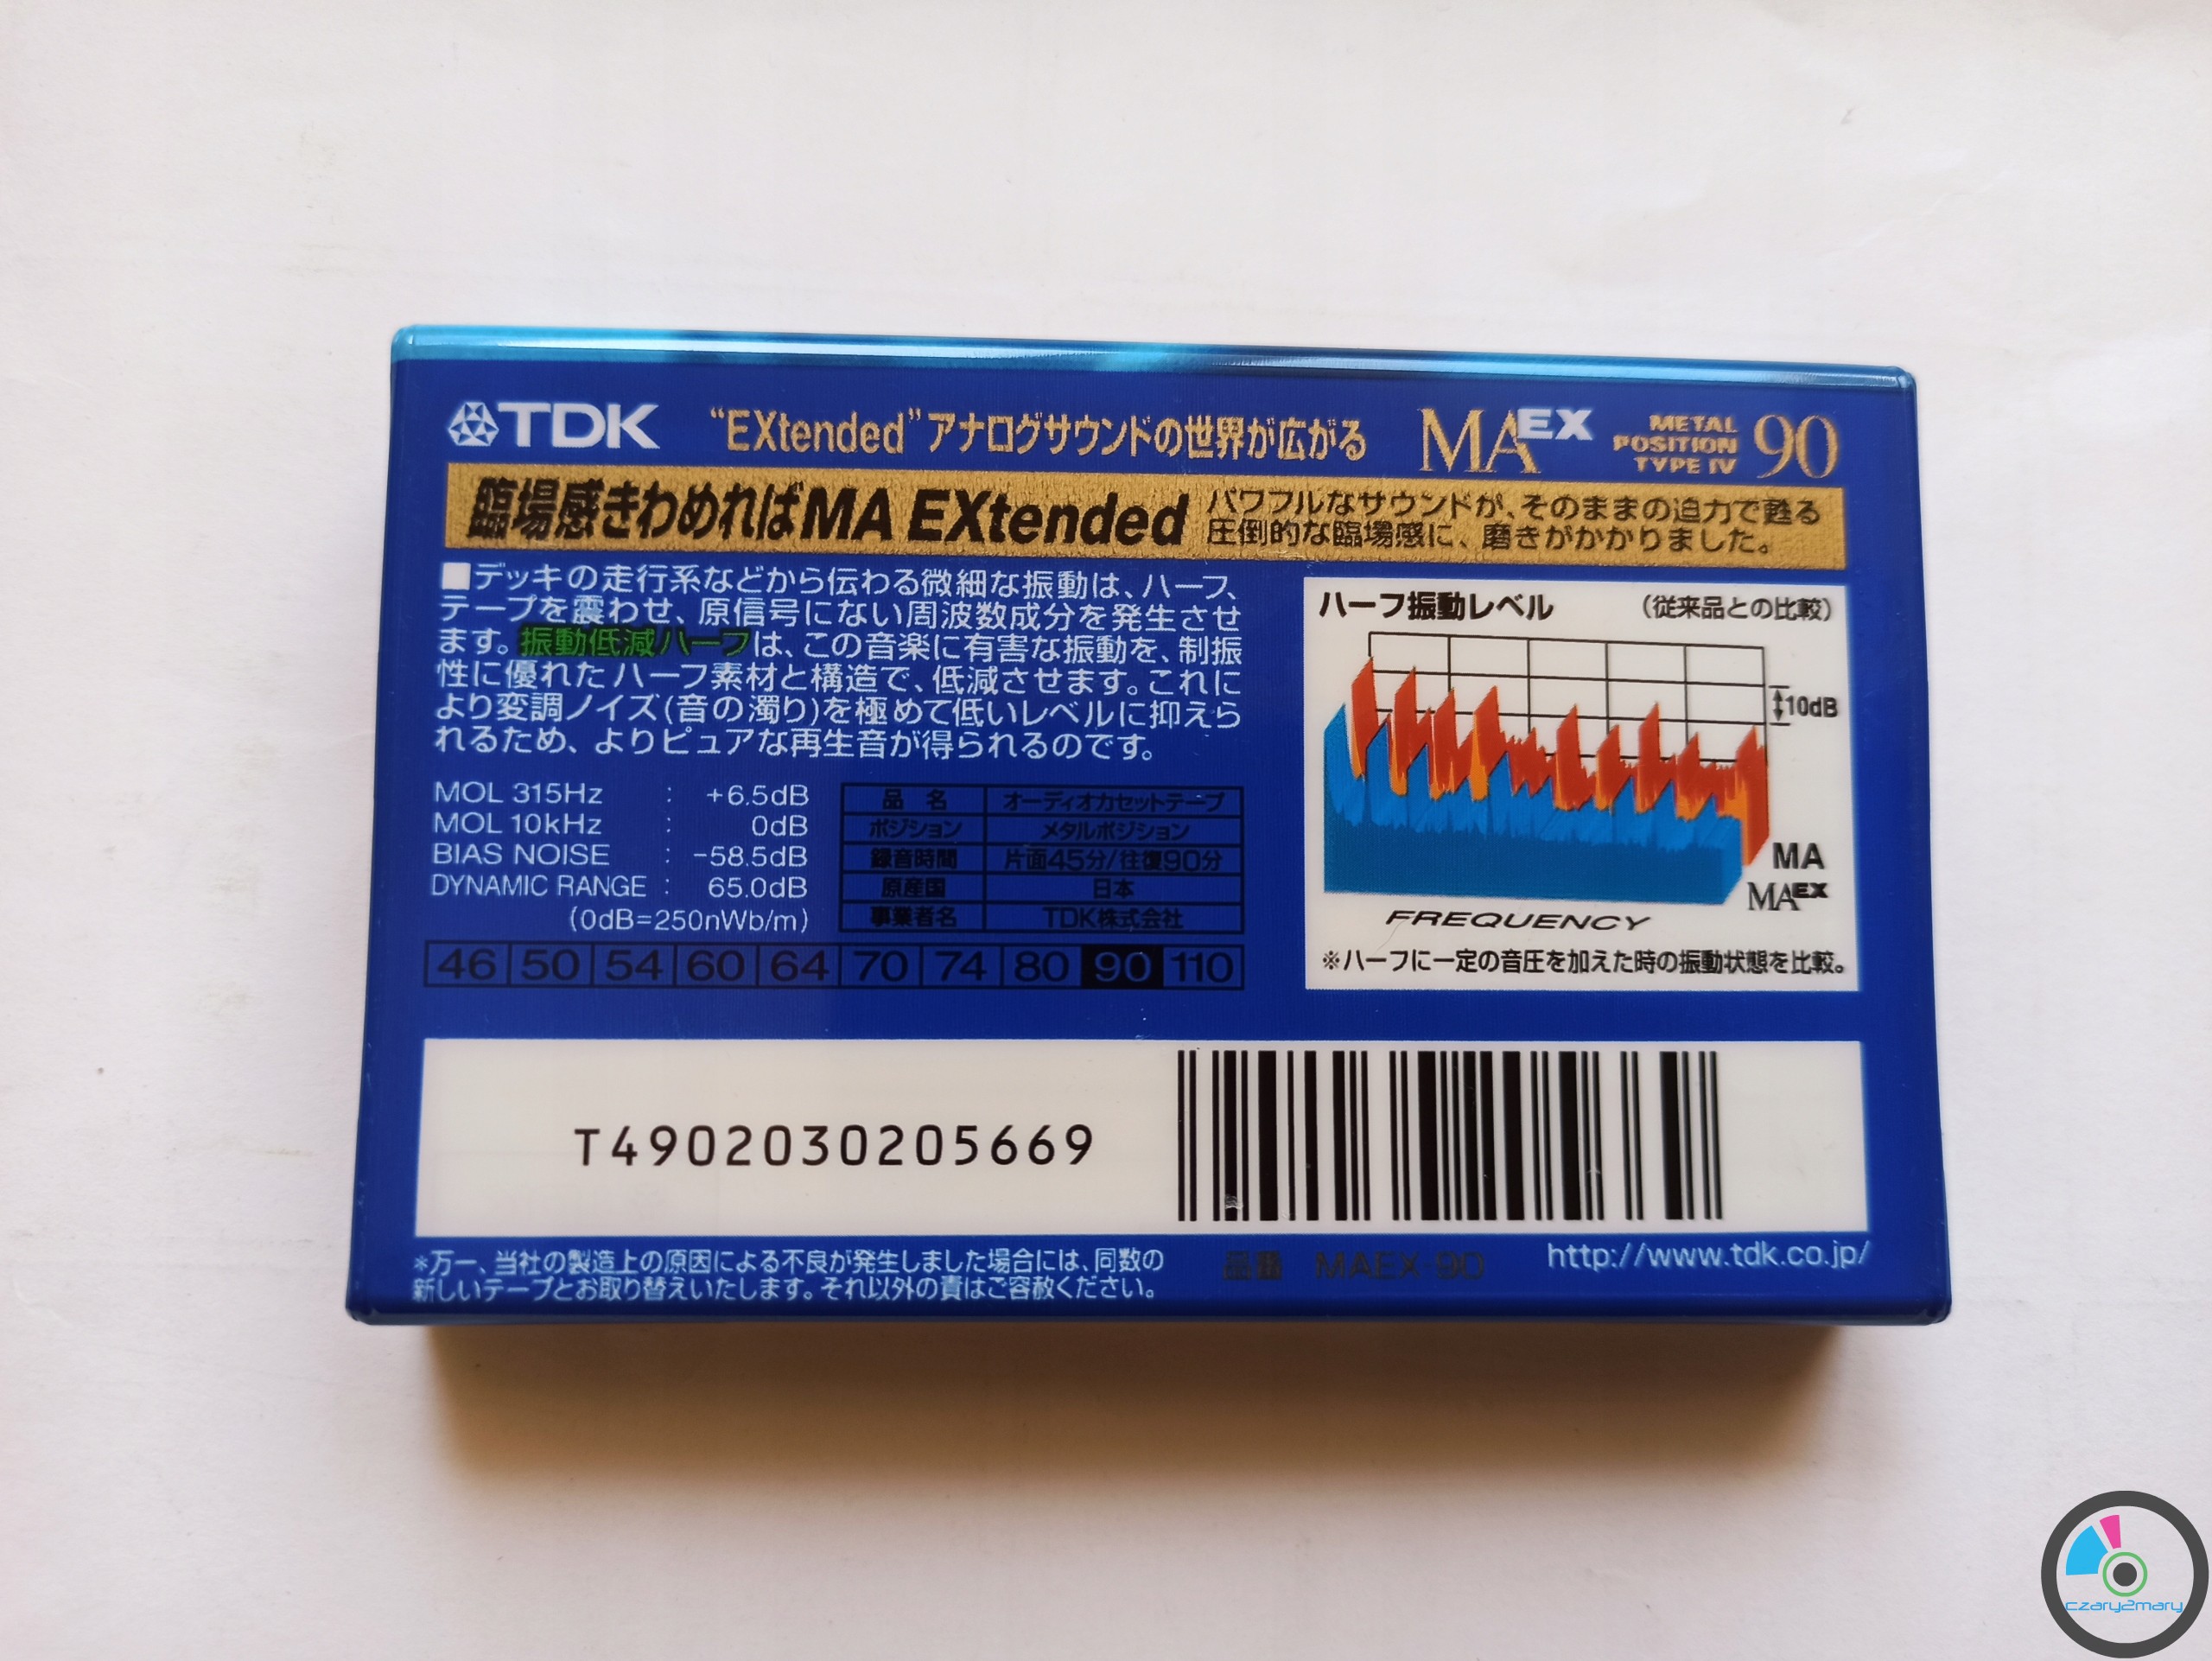 TDK "EXtended"アナログサウンドの世界が広がる MAEX METAL POSITION TYPE IV 90
臨場感きわめればMA EXtended
パワフルなサウンドが、そのままの迫力で甦る
圧倒的な臨場感に、磨きがかかりました。
■デッキの走行系などから伝わる微細な振動は、ハーフ、
テープを震わせ、原信号にない周波数成分を発生させ
ます。振動低減ハーフは、この音楽に有害な振動を、制振
性に優れたハーフ素材と構造で、低減させます。これに
より変調ノイズ(音の濁り)を極めて低いレベルに抑えら
れるため、よりピュアな再生音が得られるのです。
MOL 315Hz : +6.5dB
MOL 10kHz : 0dB
BIAS NOISE : -58.5dB
DYNAMIC RANGE : 65.0dB
(0dB=250nWb/m)
品名 オーディオカセットテープ
ポジション メタルポジション
録音時間 片面45分/往復90分
原産国 日本
事業者名 TDK株式会社
46 50 54 60 64 70 74 80 90 110
ハーフ振動レベル (従来品との比較)
10dB
MA
MAEX
FREQUENCY
※ハーフに一定の音圧を加えた時の振動状態を比較。
T4902030205669
*万一、当社の製造上の原因による不良が発生しました場合には、同数の
新しいテープとお取り替えいたします。それ以外の責はご容赦ください。
品番 MAEX-90
http://www.tdk.co.jp/
czary2mary